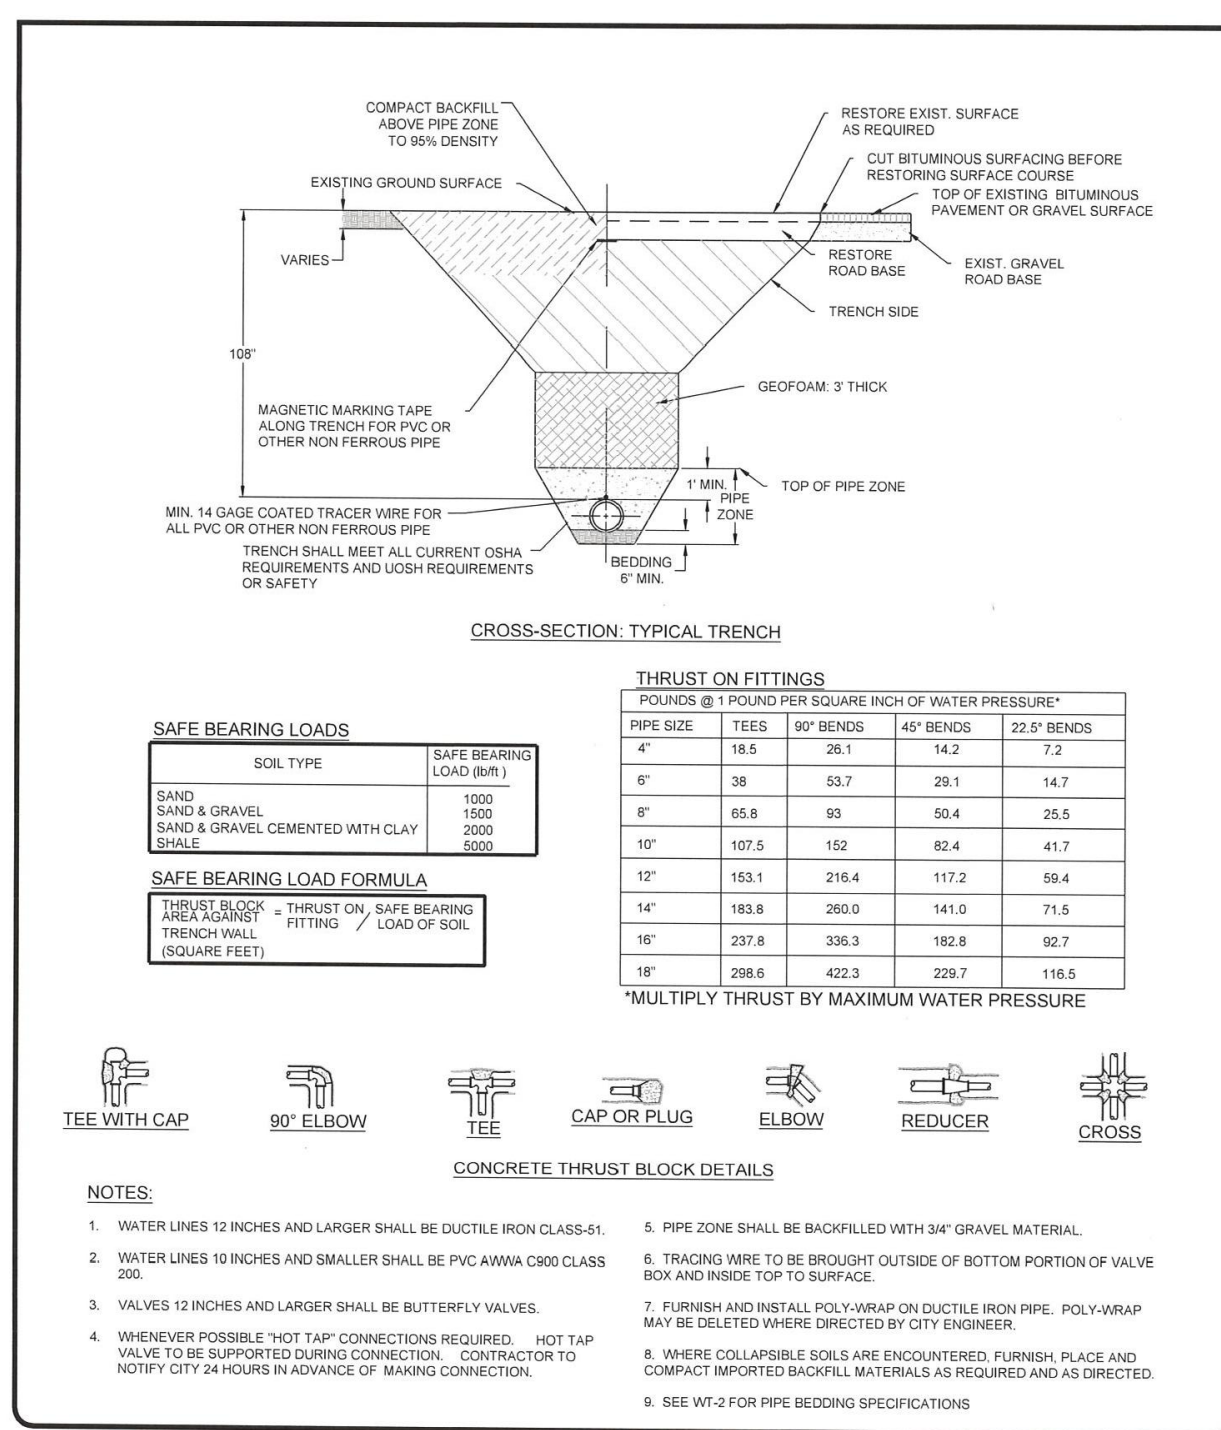 COMPACT BACKFILL
ABOVE PIPE ZONE
TO 95% DENSITY
EXISTING GROUND SURFACE
RESTORE EXIST. SURFACE
AS REQUIRED
CUT BITUMINOUS SURFACING BEFORE
RESTORING SURFACE COURSE
TOP OF EXISTING BITUMINOUS
PAVEMENT OR GRAVEL SURFACE
VARIES
RESTORE
ROAD BASE
EXIST. GRAVEL
ROAD BASE
TRENCH SIDE
108"
GEOFOAM: 3' THICK
MAGNETIC MARKING TAPE
ALONG TRENCH FOR PVC OR
OTHER NON FERROUS PIPE
1' MIN.
PIPE
ZONE
TOP OF PIPE ZONE
MIN. 14 GAGE COATED TRACER WIRE FOR
ALL PVC OR OTHER NON FERROUS PIPE
TRENCH SHALL MEET ALL CURRENT OSHA
REQUIREMENTS AND UOSH REQUIREMENTS
OR SAFETY
BEDDING
6" MIN.
CROSS-SECTION: TYPICAL TRENCH
SAFE BEARING LOADS
SOIL TYPE SAFE BEARING
LOAD (lb/ft )
SAND 1000
SAND & GRAVEL 1500
SAND & GRAVEL CEMENTED WITH CLAY 2000
SHALE 5000
SAFE BEARING LOAD FORMULA
THRUST BLOCK
AREA AGAINST = THRUST ON / SAFE BEARING
TRENCH WALL FITTING LOAD OF SOIL
(SQUARE FEET)
THRUST ON FITTINGS
POUNDS @ 1 POUND PER SQUARE INCH OF WATER PRESSURE*
PIPE SIZE TEES 90° BENDS 45° BENDS 22.5° BENDS
4" 18.5 26.1 14.2 7.2
6" 38 53.7 29.1 14.7
8" 65.8 93 50.4 25.5
10" 107.5 152 82.4 41.7
12" 153.1 216.4 117.2 59.4
14" 183.8 260.0 141.0 71.5
16" 237.8 336.3 182.8 92.7
18" 298.6 422.3 229.7 116.5
*MULTIPLY THRUST BY MAXIMUM WATER PRESSURE
TEE WITH CAP
90° ELBOW
TEE
CAP OR PLUG
ELBOW
REDUCER
CROSS
CONCRETE THRUST BLOCK DETAILS
NOTES:
1. WATER LINES 12 INCHES AND LARGER SHALL BE DUCTILE IRON CLASS-51.
2. WATER LINES 10 INCHES AND SMALLER SHALL BE PVC AWWA C900 CLASS
200.
3. VALVES 12 INCHES AND LARGER SHALL BE BUTTERFLY VALVES.
4. WHENEVER POSSIBLE "HOT TAP" CONNECTIONS REQUIRED. HOT TAP
VALVE TO BE SUPPORTED DURING CONNECTION. CONTRACTOR TO
NOTIFY CITY 24 HOURS IN ADVANCE OF MAKING CONNECTION.
5. PIPE ZONE SHALL BE BACKFILLED WITH 3/4" GRAVEL MATERIAL.
6. TRACING WIRE TO BE BROUGHT OUTSIDE OF BOTTOM PORTION OF VALVE
BOX AND INSIDE TOP TO SURFACE.
7. FURNISH AND INSTALL POLY-WRAP ON DUCTILE IRON PIPE. POLY-WRAP
MAY BE DELETED WHERE DIRECTED BY CITY ENGINEER.
8. WHERE COLLAPSIBLE SOILS ARE ENCOUNTERED, FURNISH, PLACE AND
COMPACT IMPORTED BACKFILL MATERIALS AS REQUIRED AND AS DIRECTED.
9. SEE WT-2 FOR PIPE BEDDING SPECIFICATIONS